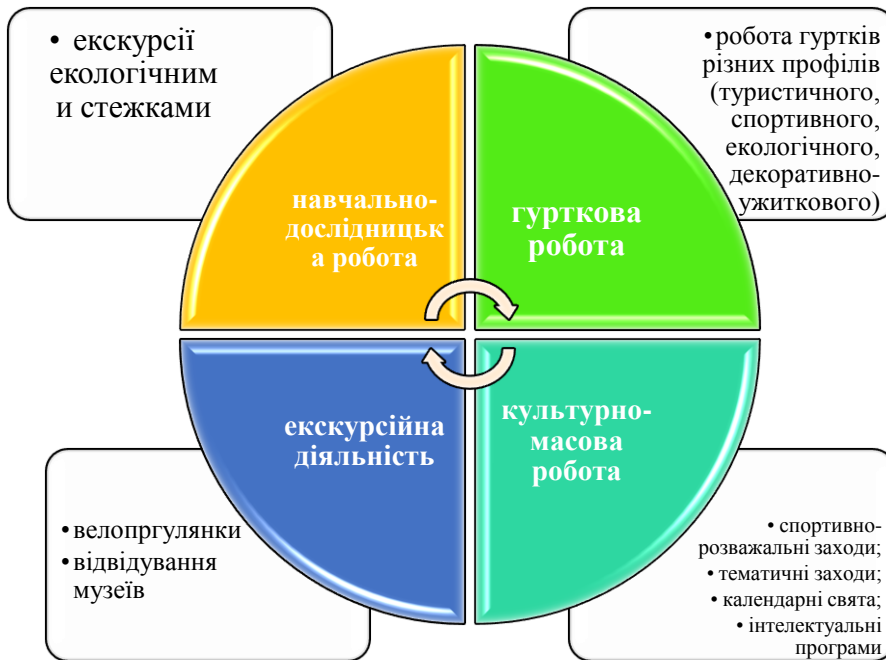 • екскурсії
екологічним
и стежками
•робота гуртків
різних профілів
(туристичного,
спортивного,
екологічного,
декоративно-
ужиткового)
навчально-
дослідницьк
а робота
гурткова
робота
екскурсійна
діяльність
культурно-
масова
робота
•велопргулянки
•відвідування
музеїв
• спортивно-
розважальні заходи;
• тематичні заходи;
• календарні свята;
• інтелектуальні
програми